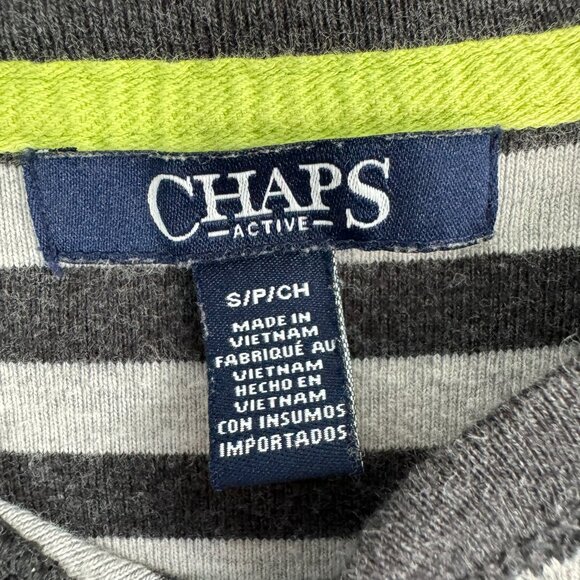 CHAPS
ACTIVE
S/P/CH
MADE IN
VIETNAM
FABRIQUÉ AU
VIETNAM
HECHO EN
VIETNAM
CON INSUMOS
IMPORTADOS